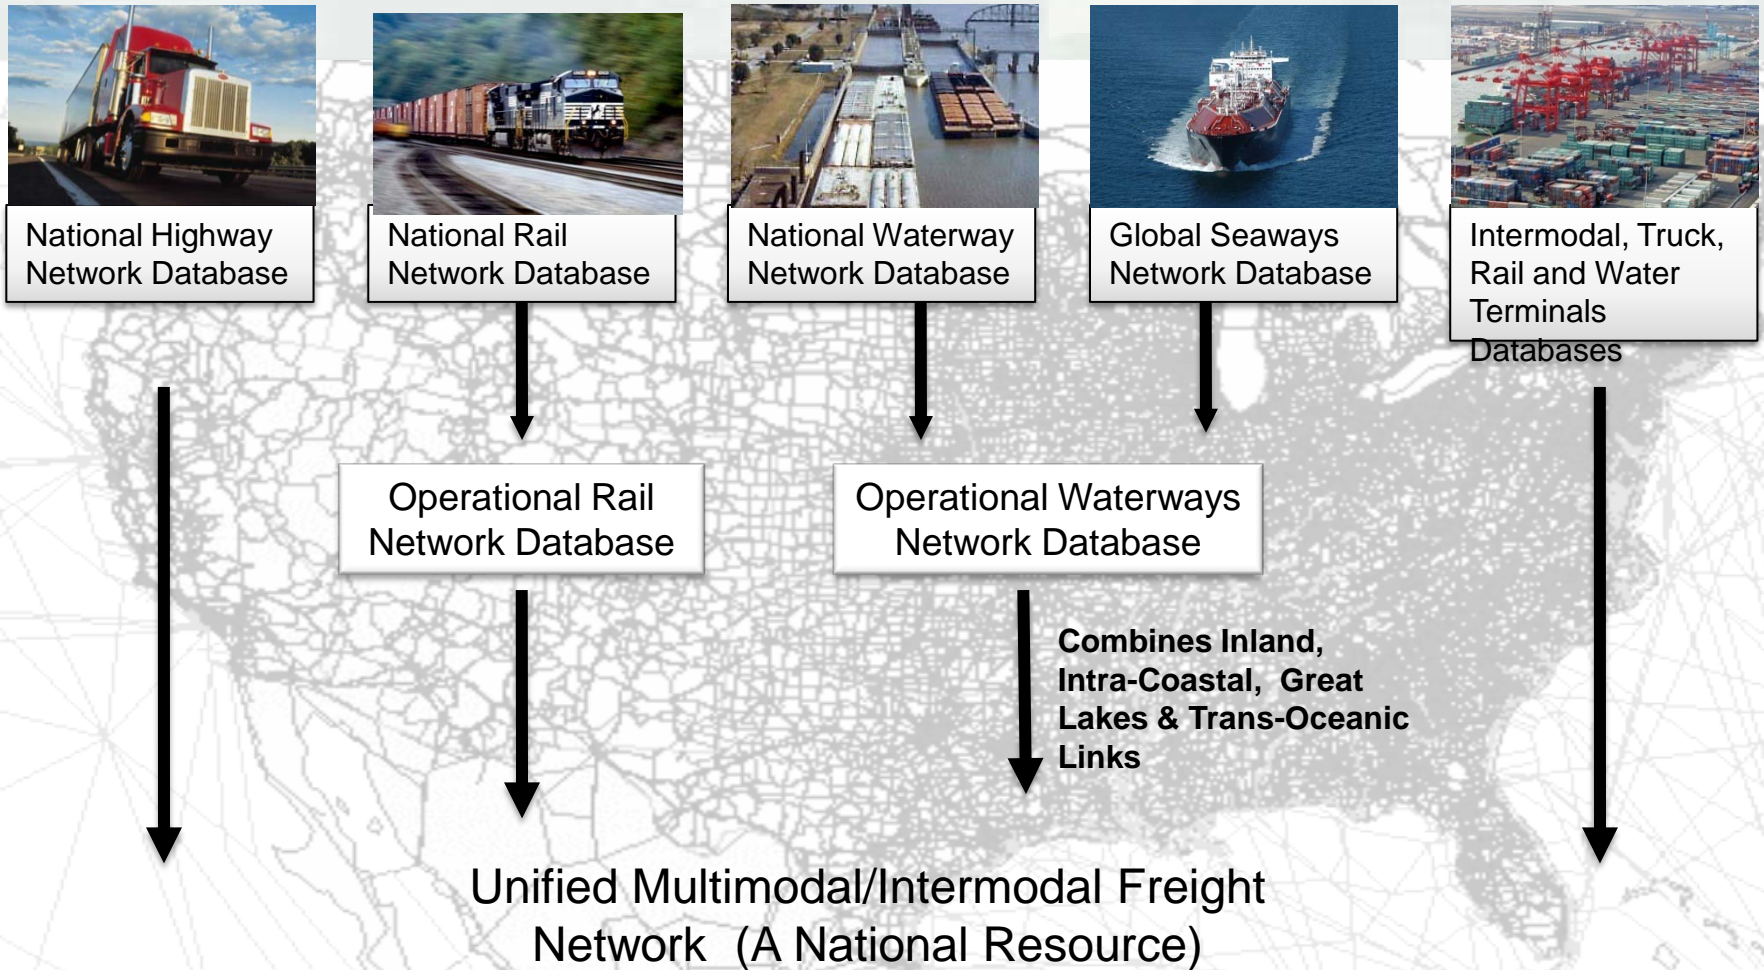 National Highway
Network Database
National Rail
Network Database
National Waterway
Network Database
Global Seaways
Network Database
Intermodal, Truck,
Rail and Water
Terminals
Databases
Operational Rail
Network Database
Operational Waterways
Network Database
Combines Inland,
Intra-Coastal, Great
Lakes & Trans-Oceanic
Links
Unified Multimodal/Intermodal Freight
Network (A National Resource)